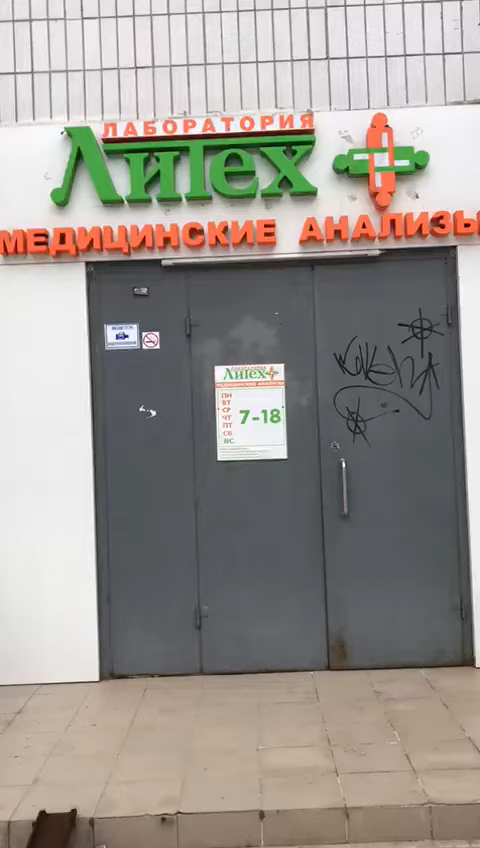 ЛАБОРАТОРИЯ
ЛиТех
МЕДИЦИНСКИЕ АНАЛИЗЫ
ЛиТех
МЕДИЦИНСКИЕ АНАЛИЗЫ
ПН
ВТ
СР
ЧТ
ПТ
СБ
ВС
7-18